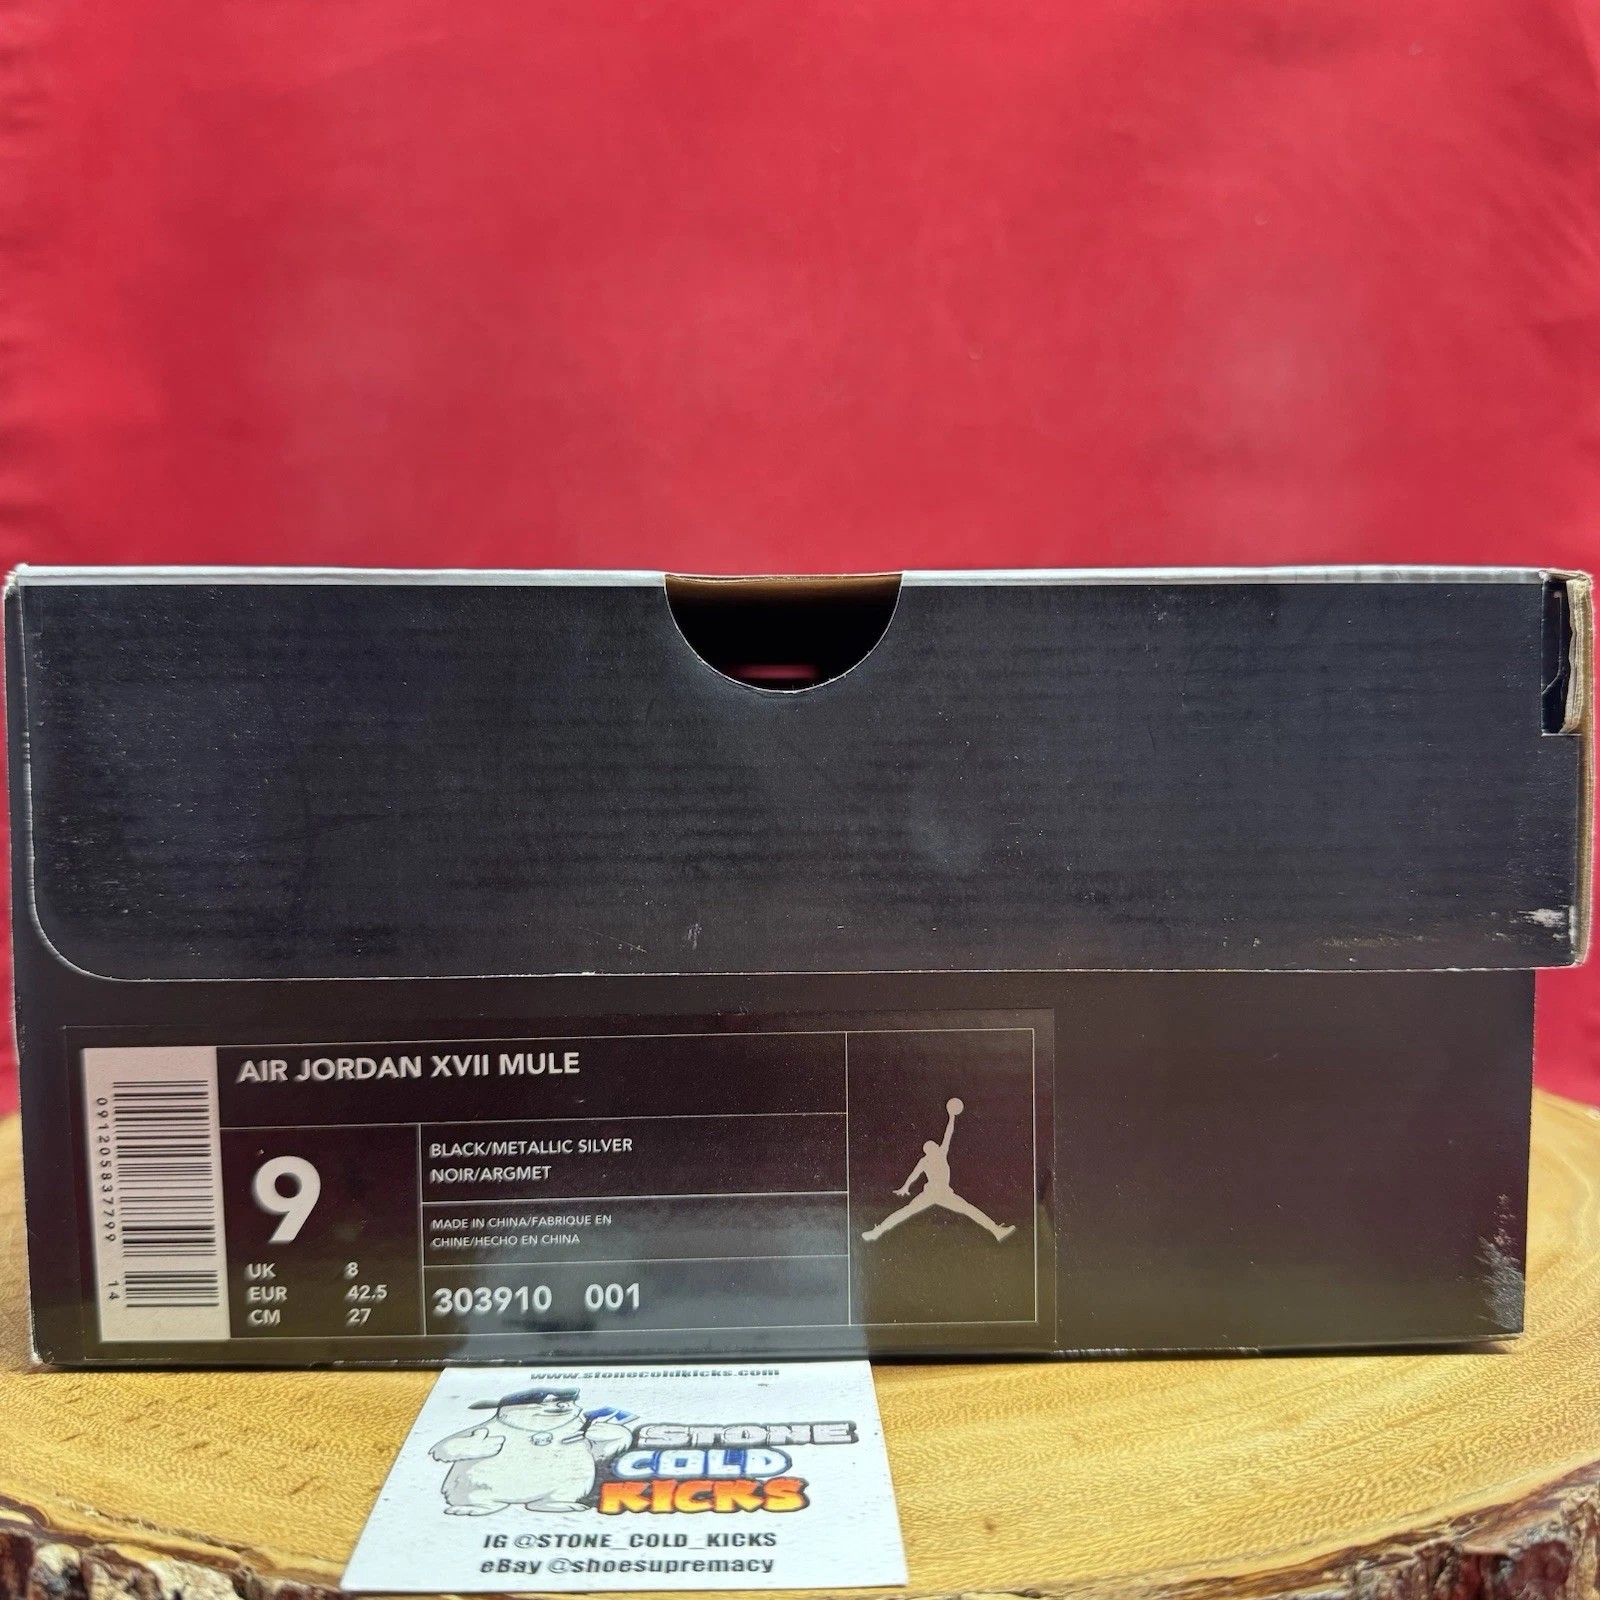 AIR JORDAN XVII MULE
9
UK 8
EUR 42.5
CM 27
BLACK/METALLIC SILVER
NOIR/ARGMET
MADE IN CHINA/FABRIQUE EN
CHINE/HECHO EN CHINA
303910 001
091205837799 14
www.stonecoldkicks.com
STONE
COLD
KICKS
IG @STONE_COLD_KICKS
eBay @shoesupremacy